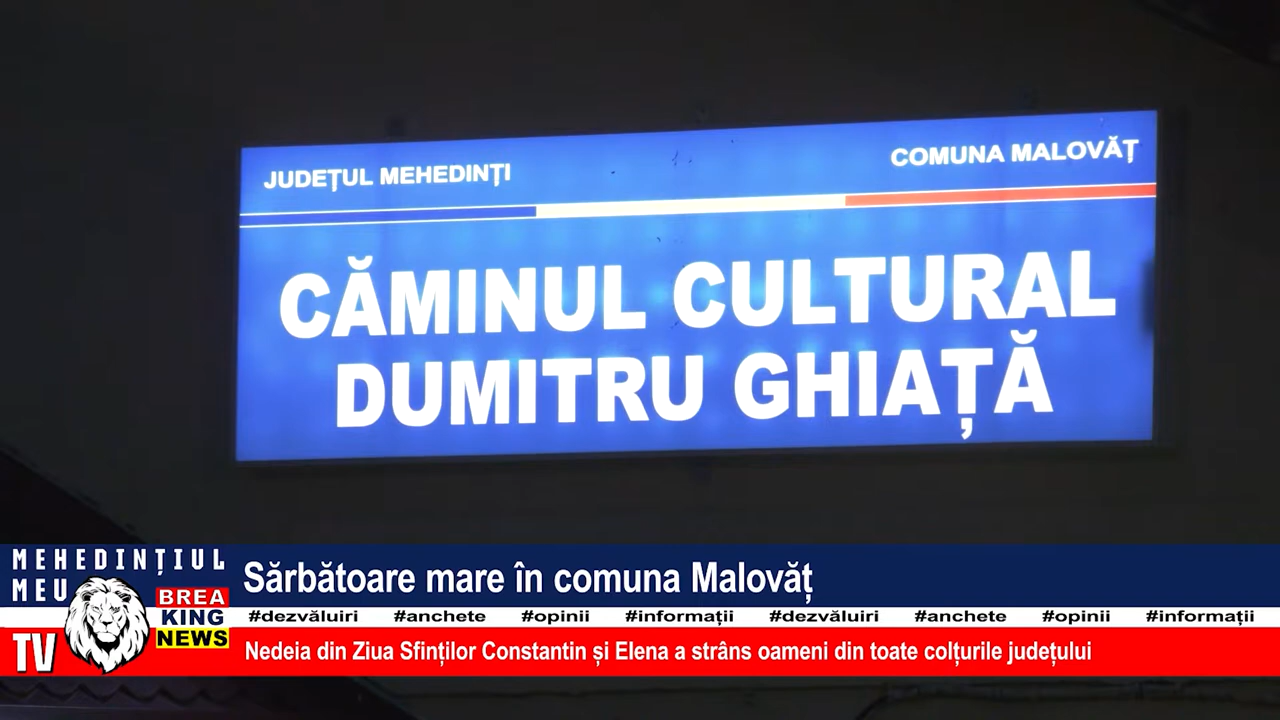 JUDEȚUL MEHEDINȚI
COMUNA MALOVĂȚ
CĂMINUL CULTURAL
DUMITRU GHIAȚĂ
MEHEDINȚIUL
MEU
TV
BREA
KING
NEWS
Sărbătoare mare în comuna Malovăț
#dezvăluiri #anchete #opinii #informații #dezvăluiri #anchete #opinii #informații
Nedeia din Ziua Sfinților Constantin și Elena a strâns oameni din toate colțurile județului